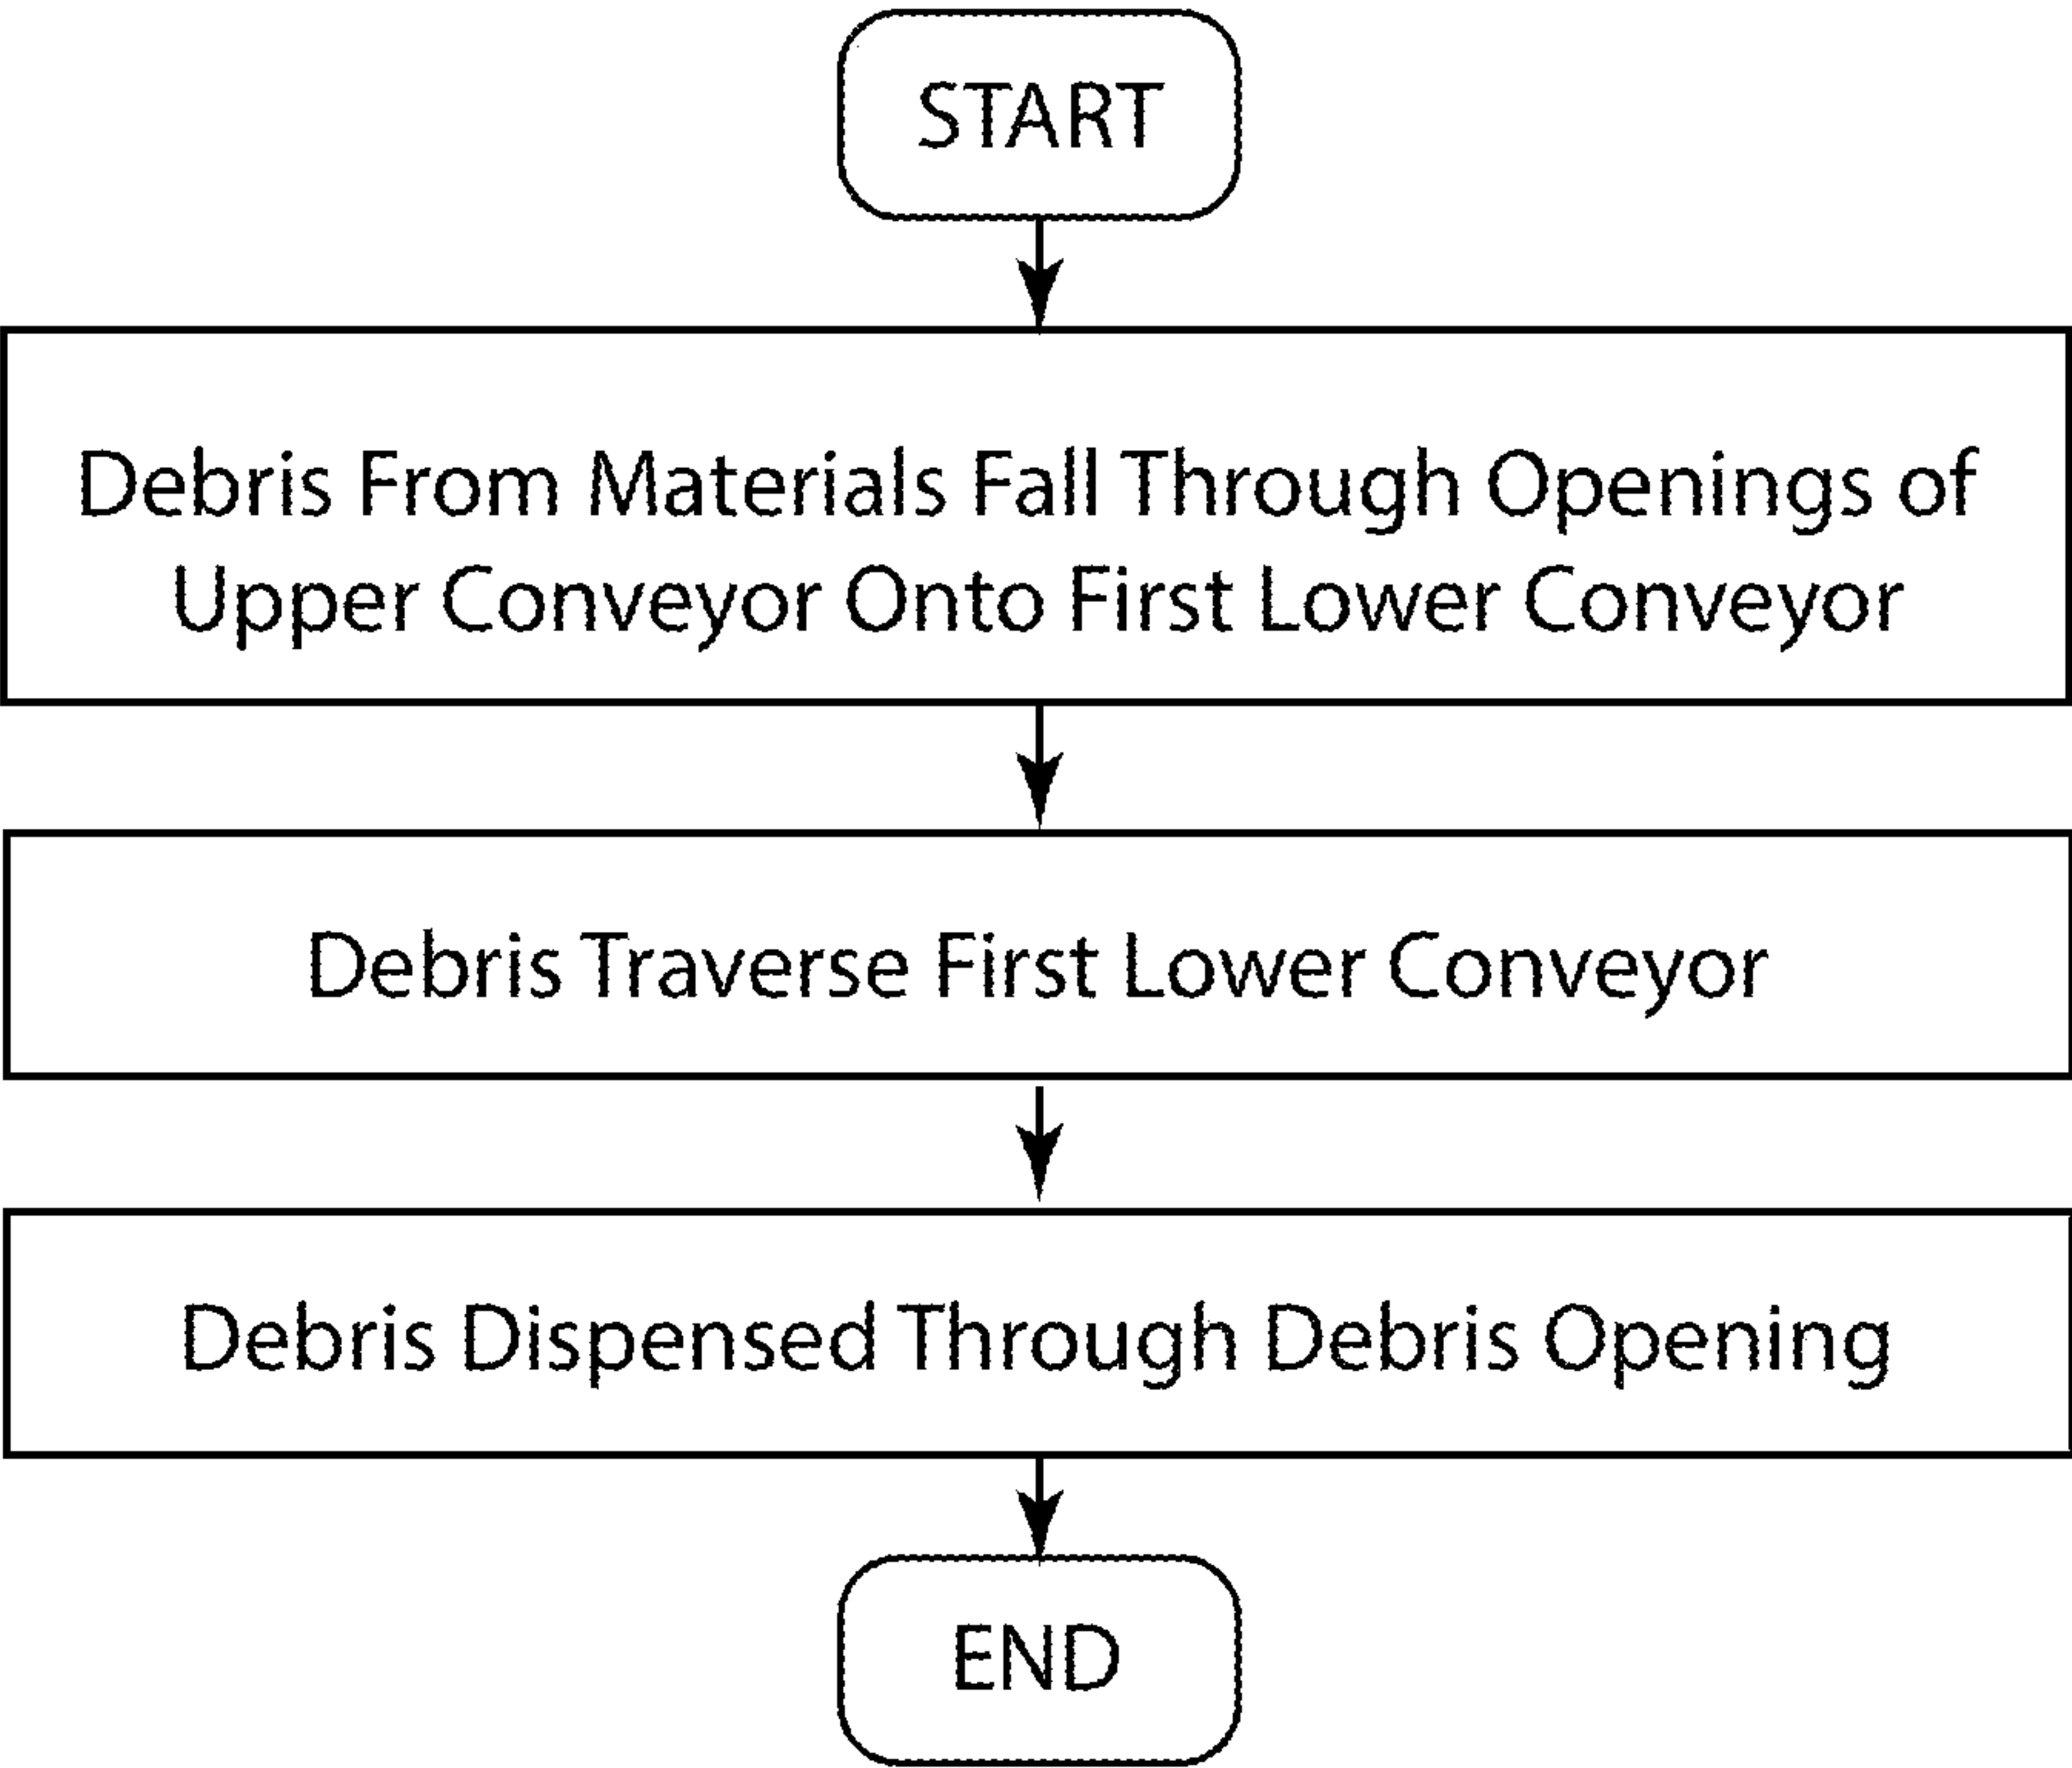 START
Debris From Materials Fall Through Openings of
Upper Conveyor Onto First Lower Conveyor
Debris Traverse First Lower Conveyor
Debris Dispensed Through Debris Opening
END